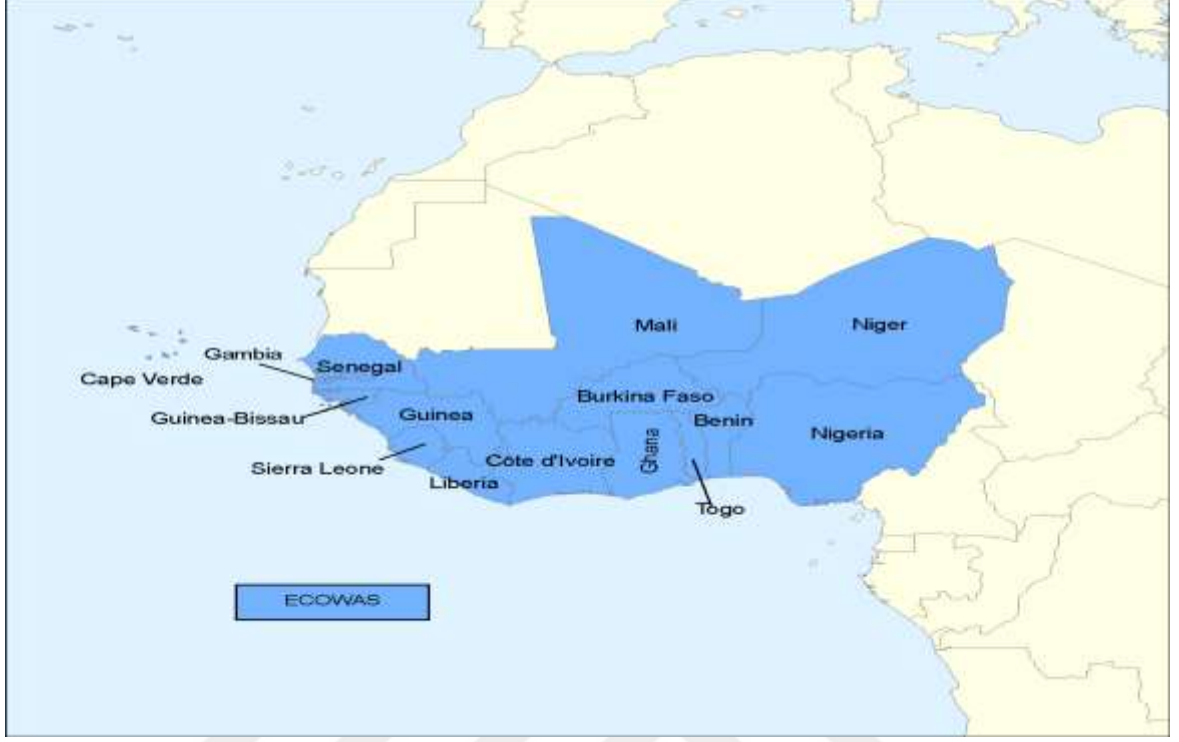 Mali
Niger
Gambia
Senegal
Cape Verde
Burkina Faso
Guinea-Bissau
Guinea
Benin
Nigeria
Ghana
Côte d'Ivoire
Sierra Leone
Liberia
Togo
ECOWAS